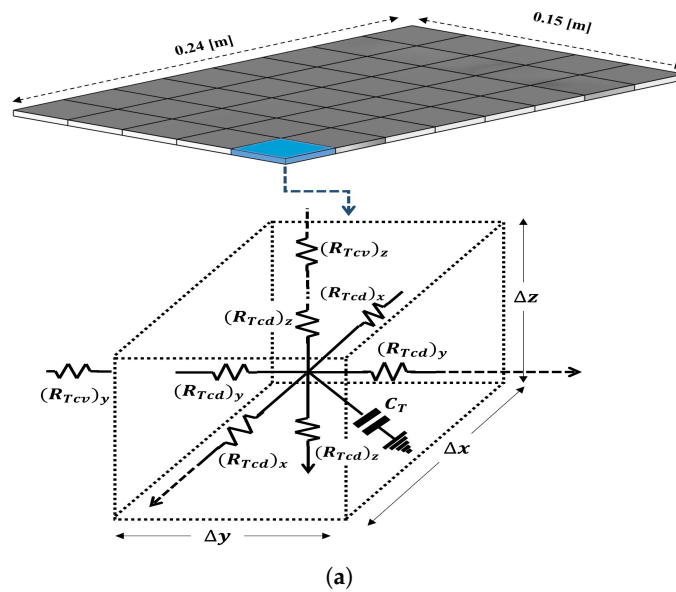 0.24 [m]
0.15 [m]
(R_Tcv)_z
(R_Tcd)_x
Δz
(R_Tcd)_z
(R_Tcd)_y
(R_Tcv)_y
(R_Tcd)_y
C_T
(R_Tcd)_x
(R_Tcd)_z
Δx
Δy
(a)